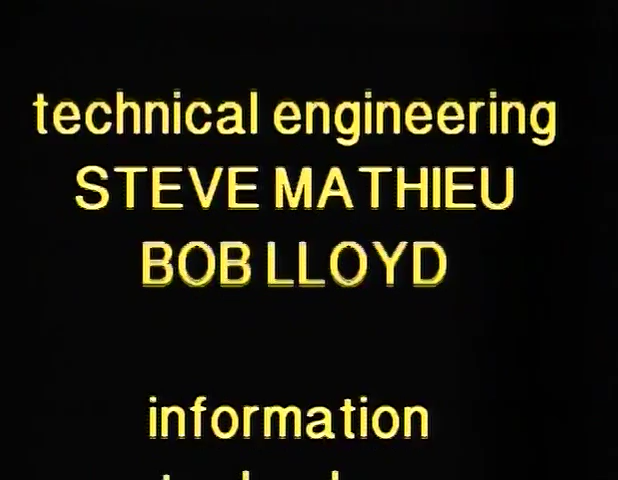 technical engineering
STEVE MATHIEU
BOB LLOYD
information